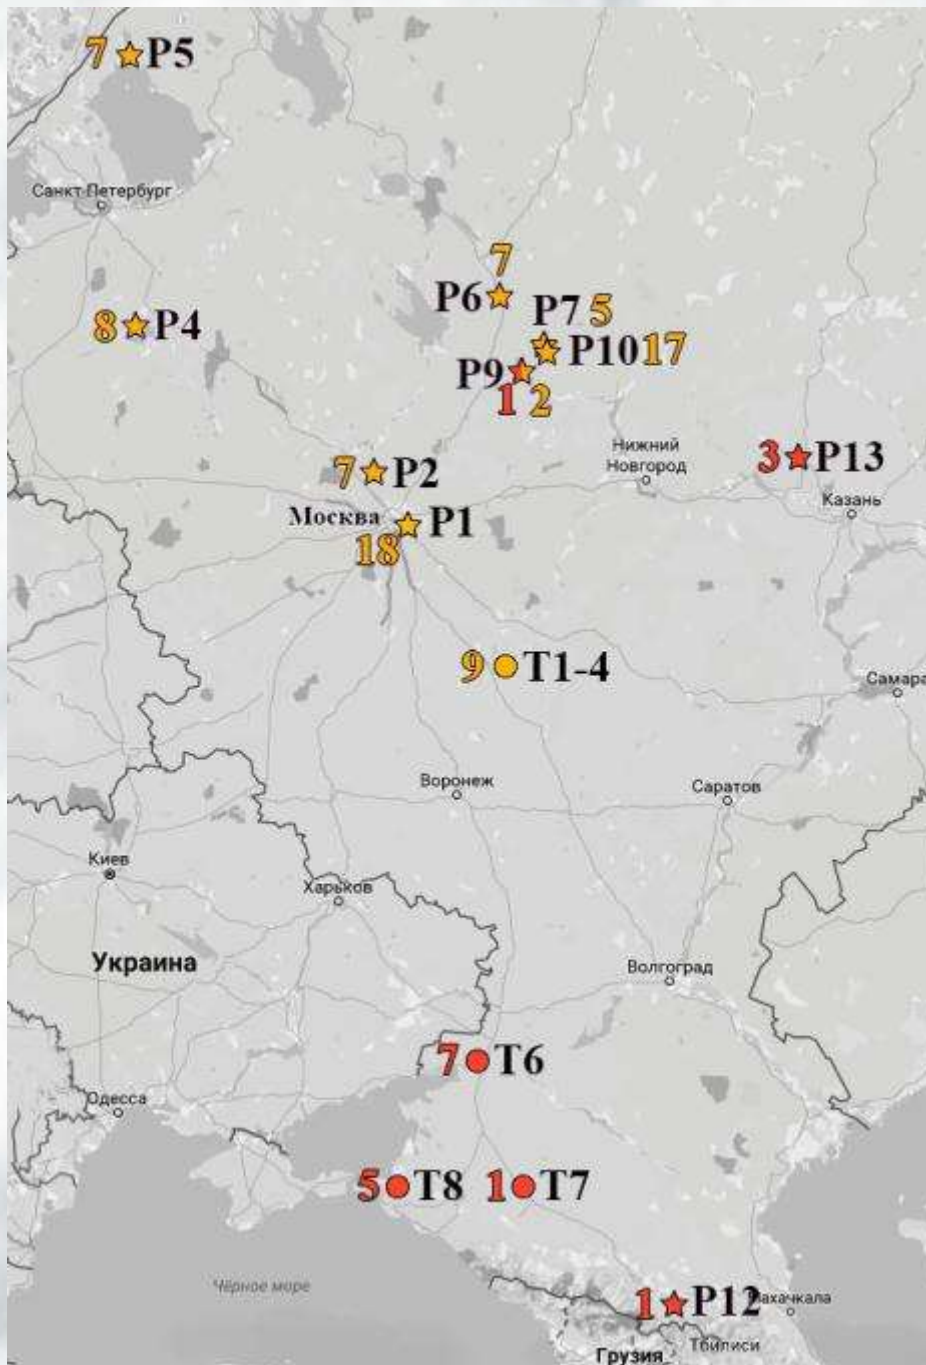 7 P5
Санкт-Петербург
7
P6
P7 5
8 P4
P10 17
P9
1 2
Нижний
Новгород
3 P13
7 P2
Казань
Москва P1
18
9 T1-4
Самара
Воронеж
Саратов
Киев
Харьков
Украина
Волгоград
7 T6
Одесса
5 T8 1 T7
Чёрное море
1 P12 Махачкала
Тбилиси
Грузия